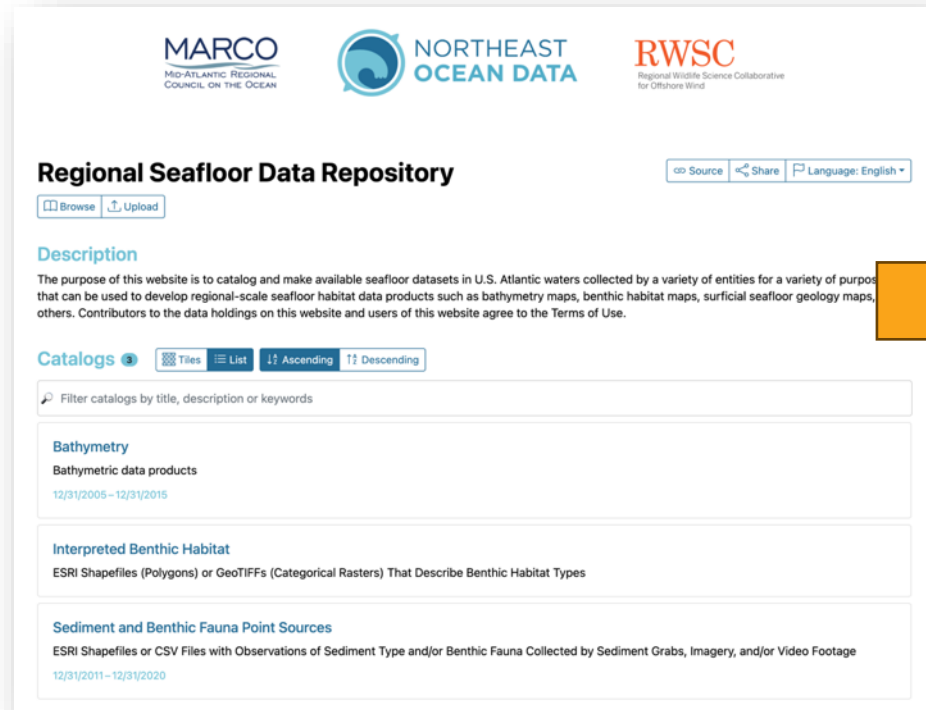 MARCO
MID-ATLANTIC REGIONAL
COUNCIL ON THE OCEAN
NORTHEAST
OCEAN DATA
RWSC
Regional Wildlife Science Collaborative
for Offshore Wind
Regional Seafloor Data Repository
Source Share Language: English
Browse Upload
Description
The purpose of this website is to catalog and make available seafloor datasets in U.S. Atlantic waters collected by a variety of entities for a variety of
that can be used to develop regional-scale seafloor habitat data products such as bathymetry maps, benthic habitat maps, surficial seafloor geology maps,
others. Contributors to the data holdings on this website and users of this website agree to the Terms of Use.
Catalogs 3 Tiles List Ascending Descending
Filter catalogs by title, description or keywords
Bathymetry
Bathymetric data products
12/31/2005 – 12/31/2015
Interpreted Benthic Habitat
ESRI Shapefiles (Polygons) or GeoTIFFs (Categorical Rasters) That Describe Benthic Habitat Types
Sediment and Benthic Fauna Point Sources
ESRI Shapefiles or CSV Files with Observations of Sediment Type and/or Benthic Fauna Collected by Sediment Grabs, Imagery, and/or Video Footage
12/31/2011 – 12/31/2020